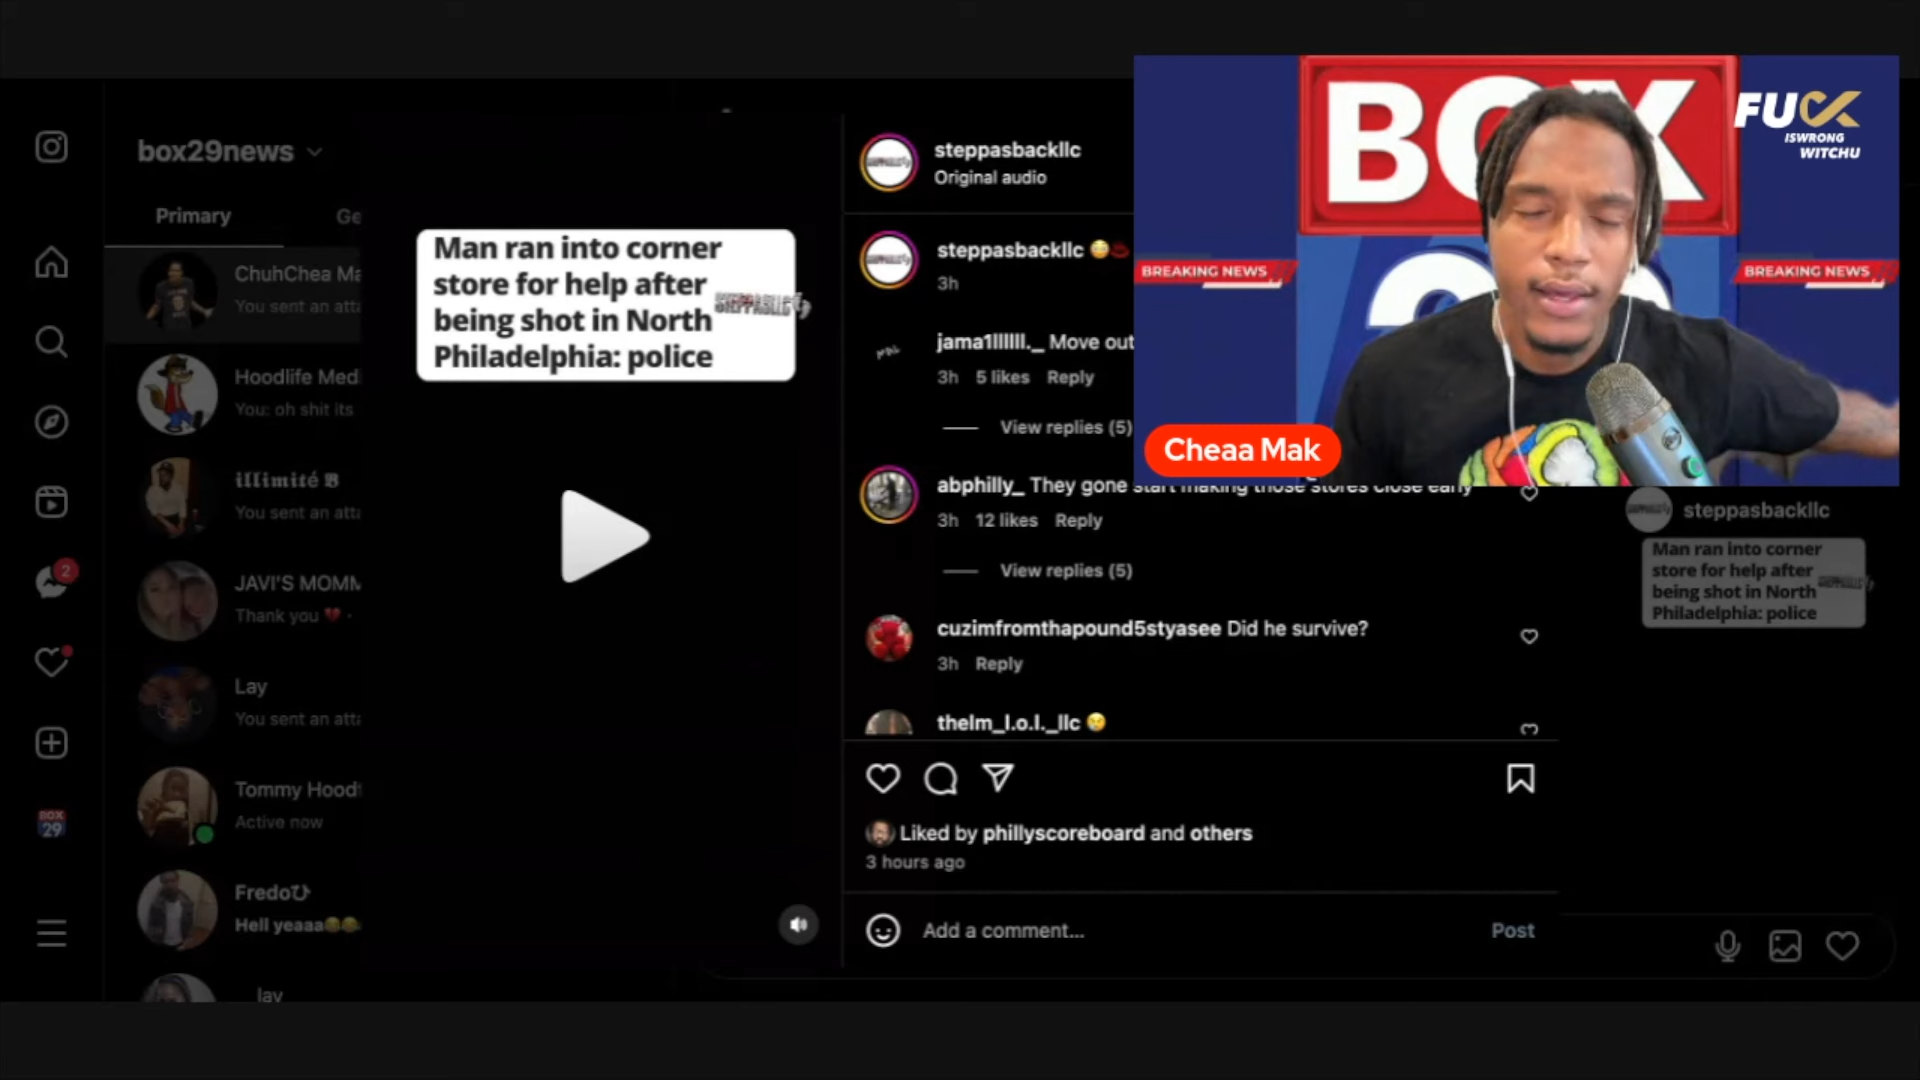 box29news
Primary
Ge
ChuhChea Ma
You sent an atta
Hoodlife Medi
You: oh shit its
illimité B
You sent an atta
JAVI'S MOMM
Thank you
Lay
You sent an atta
Tommy Hoodf
Active now
Fredo
Hell yeaaa
lay
2
BOX
29
Man ran into corner
store for help after
being shot in North
Philadelphia: police
steppasbackllc
Original audio
steppasbackllc
3h
Move out
3h 5 likes Reply
View replies (5)
abphilly_ They gone start making those stores close early
3h 12 likes Reply
View replies (5)
cuzimfromthapound5styasee Did he survive?
3h Reply
thelm_l.o.l._llc
Liked by phillyscoreboard and others
3 hours ago
Add a comment...
Post
BOX
BREAKING NEWS
BREAKING NEWS
FUCK
ISWRONG
WITCHU
Cheaa Mak
steppasbackllc
Man ran into corner
store for help after
being shot in North
Philadelphia: police